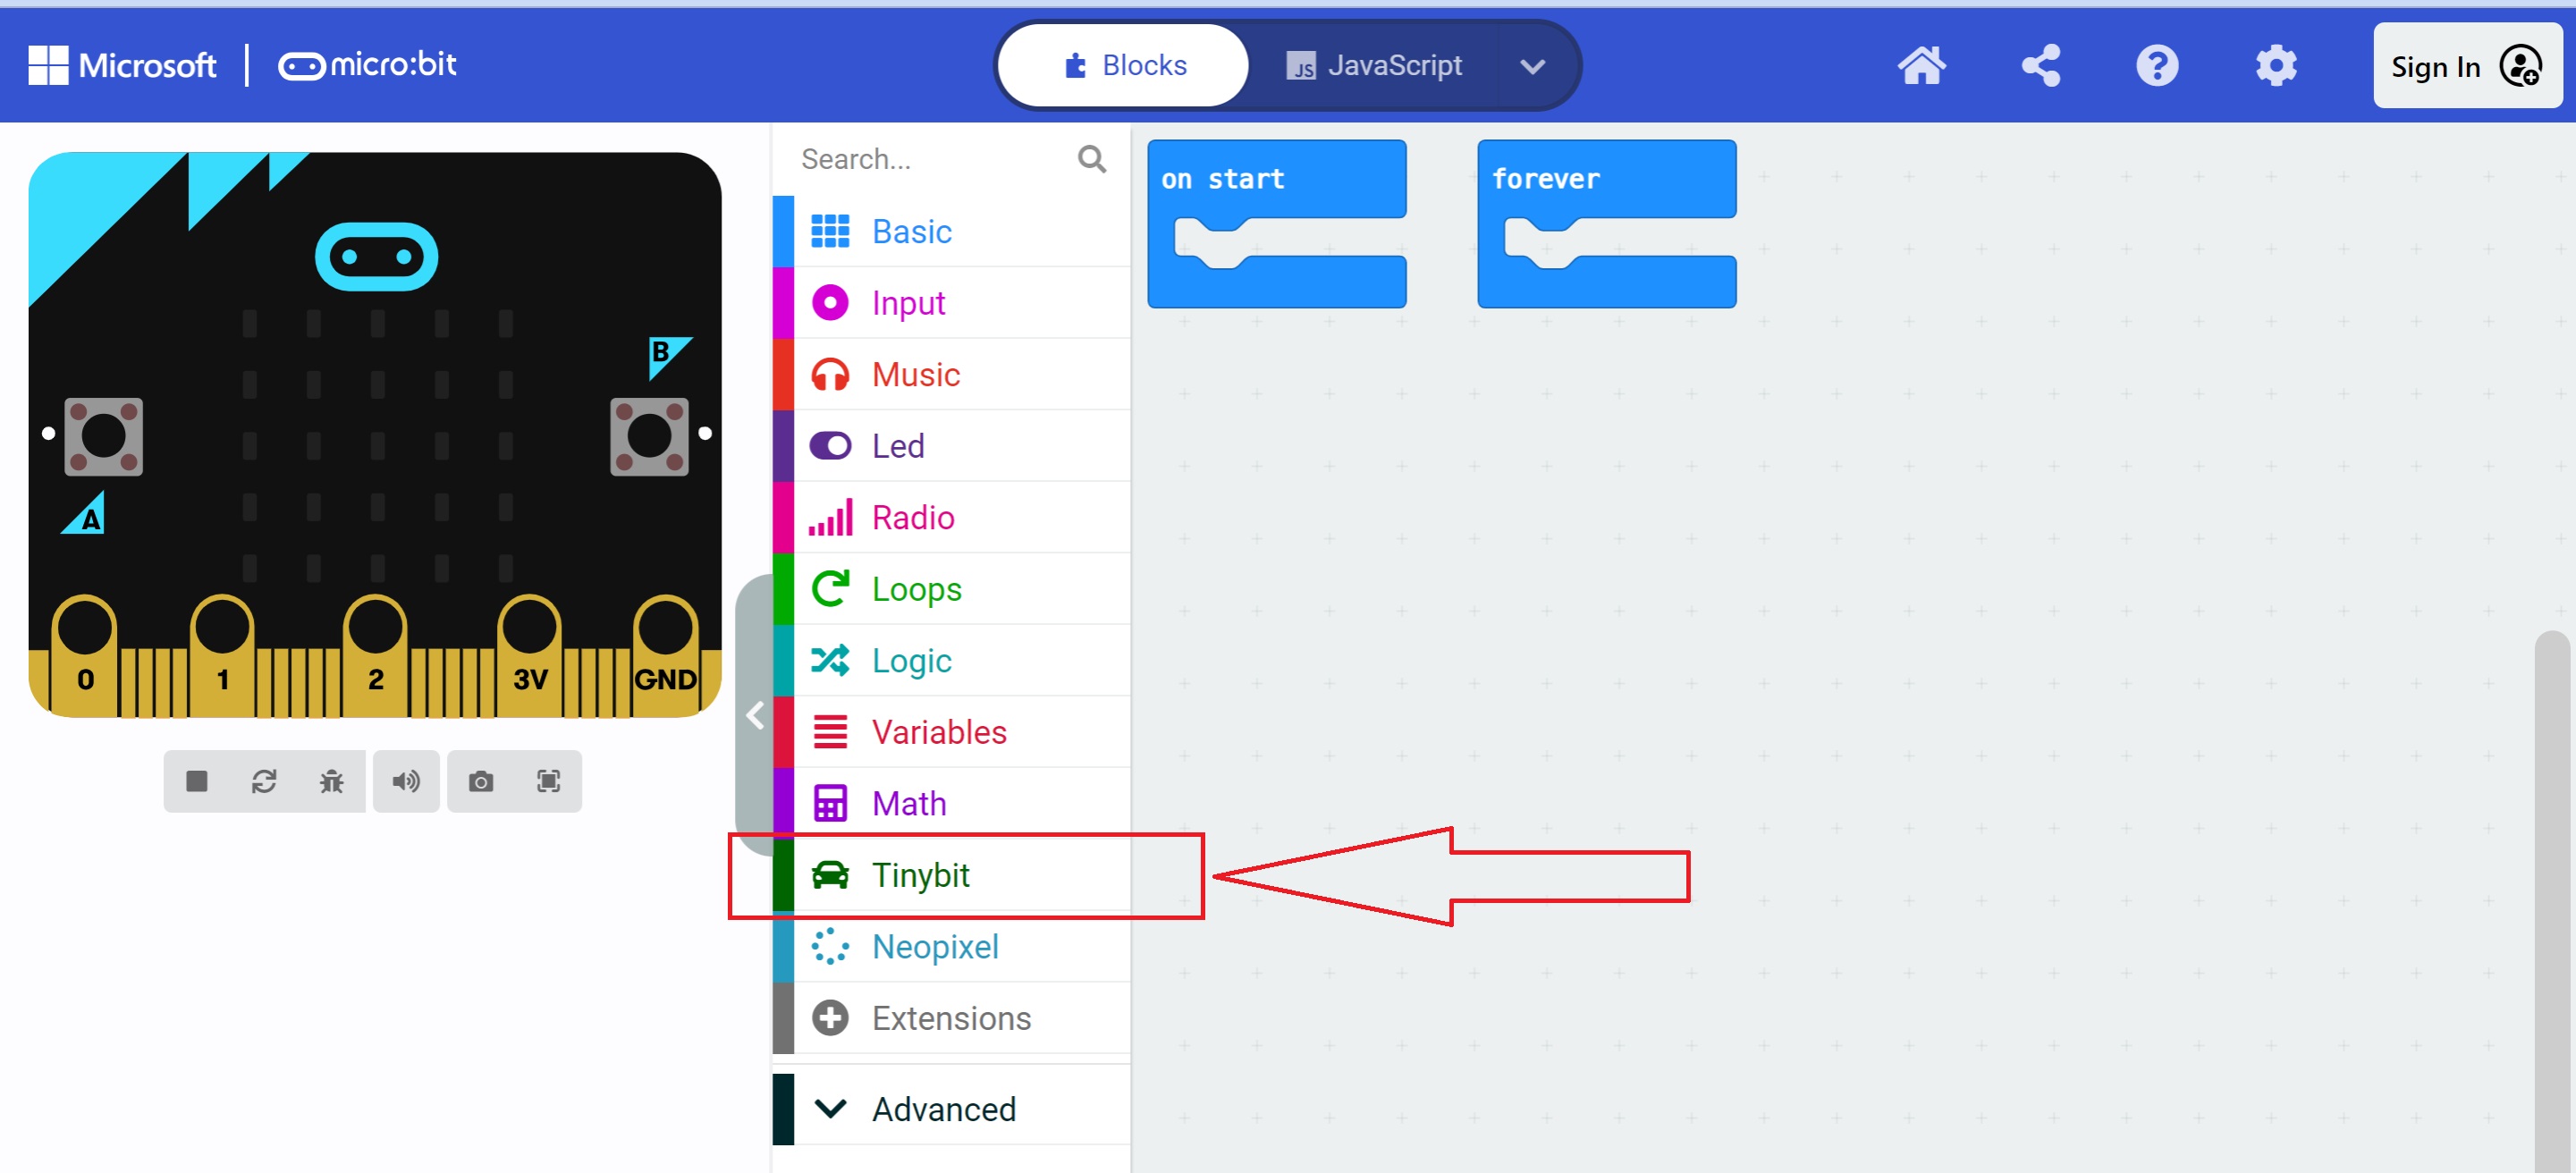 Microsoft | micro:bit
Blocks
JS JavaScript
Sign In
B
A
0 1 2 3V GND
Search...
Basic
Input
Music
Led
Radio
Loops
Logic
Variables
Math
Tinybit
Neopixel
Extensions
Advanced
on start
forever